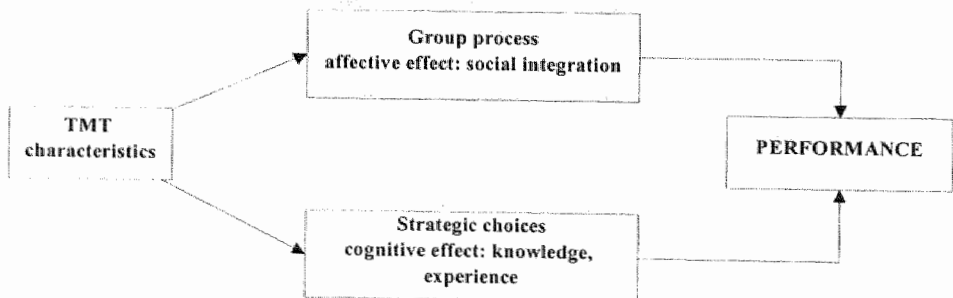 Group process
affective effect: social integration
TMT
characteristics
PERFORMANCE
Strategic choices
cognitive effect: knowledge,
experience